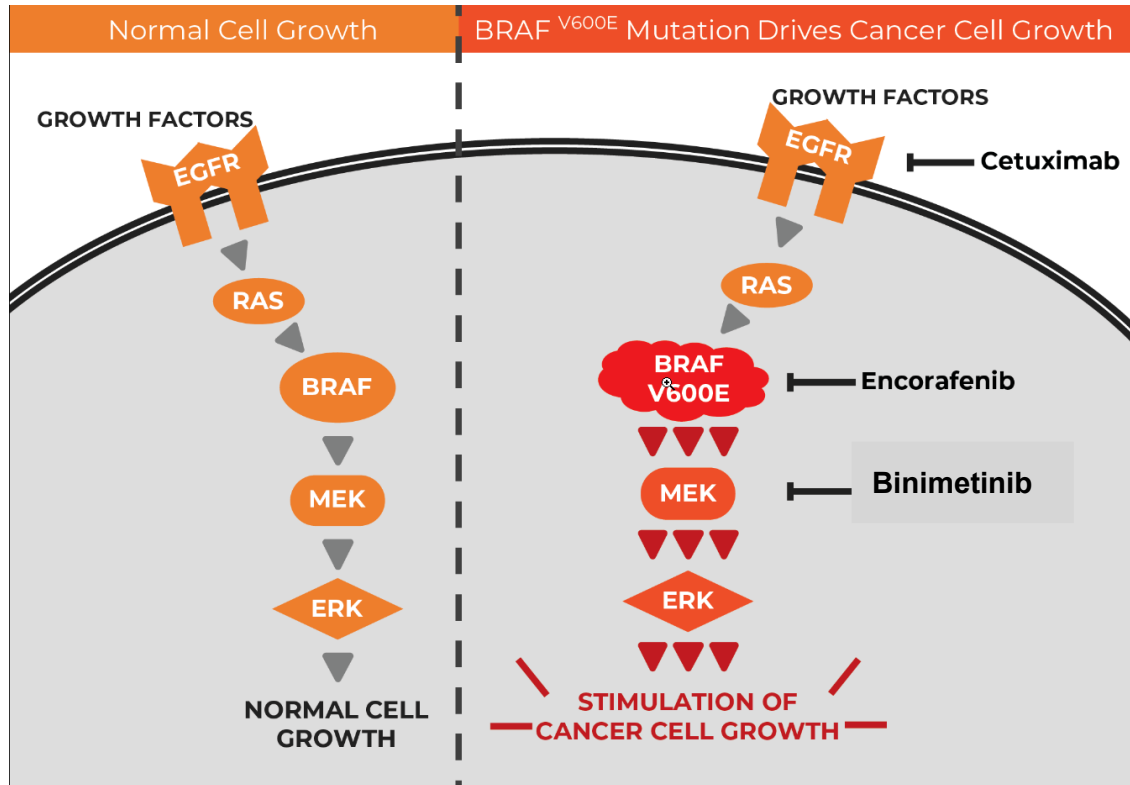 Normal Cell Growth
BRAF V600E Mutation Drives Cancer Cell Growth
GROWTH FACTORS
EGFR
RAS
BRAF
MEK
ERK
NORMAL CELL
GROWTH
GROWTH FACTORS
EGFR
Cetuximab
RAS
BRAF
V600E
Encorafenib
MEK
Binimetinib
ERK
STIMULATION OF
CANCER CELL GROWTH